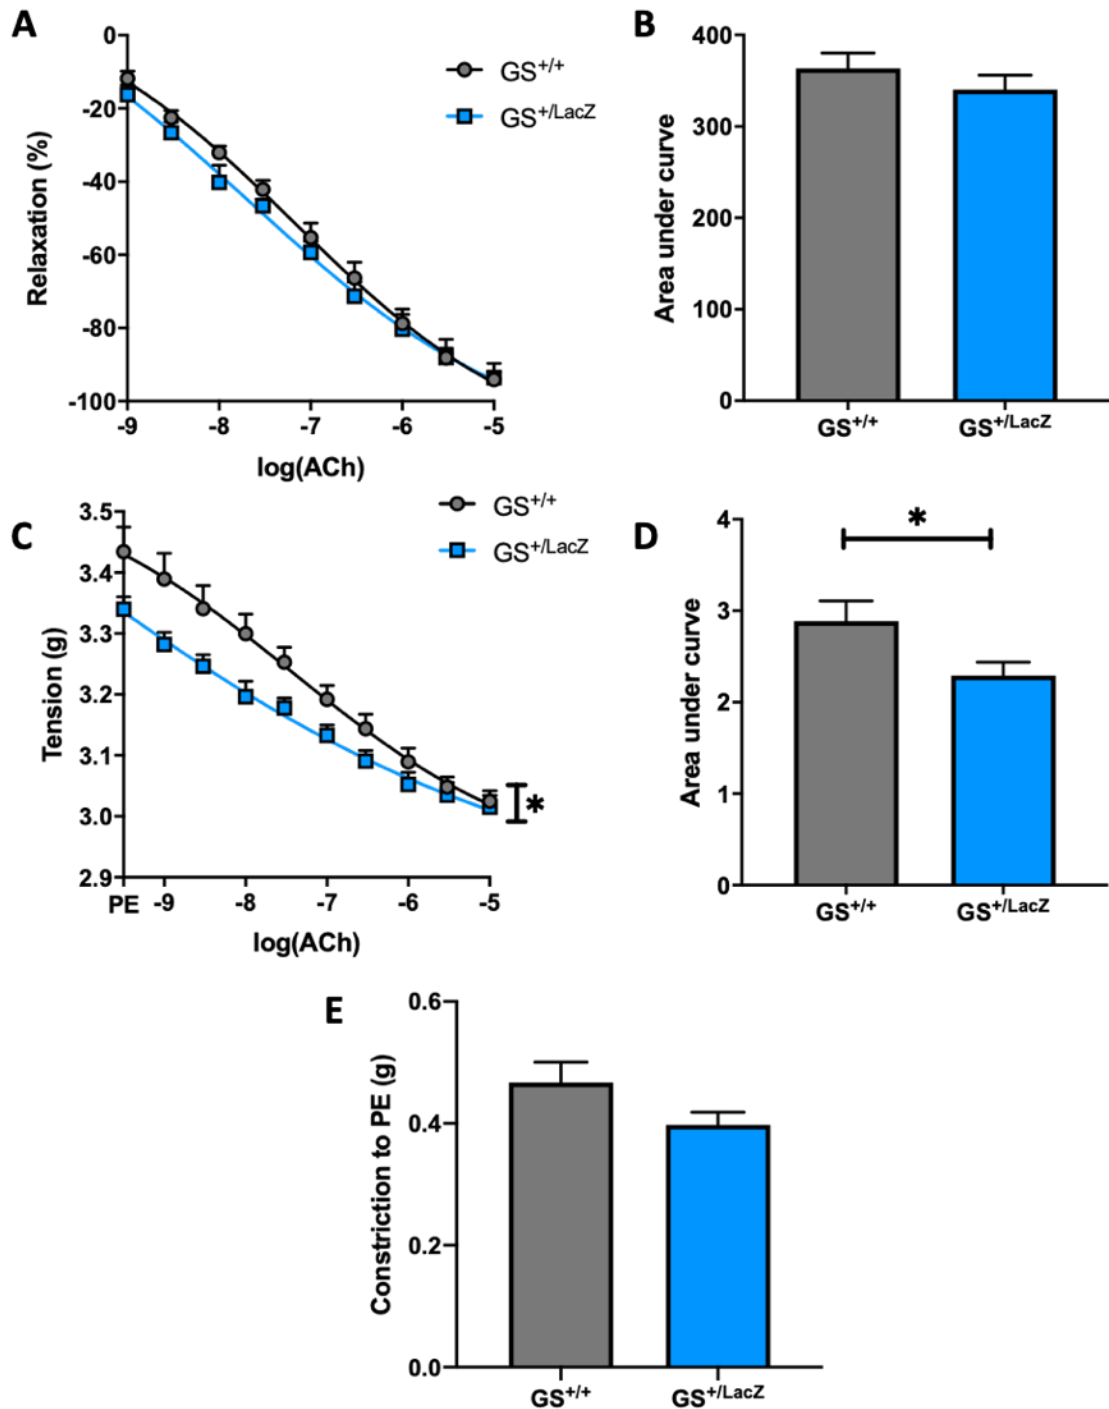 A
0
-20
-40
-60
-80
-100
Relaxation (%)
-9 -8 -7 -6 -5
log(ACh)
GS+/+
GS+/LacZ
B
400
300
200
100
0
Area under curve
GS+/+ GS+/LacZ
C
3.5
3.4
3.3
3.2
3.1
3.0
2.9
Tension (g)
PE -9 -8 -7 -6 -5
log(ACh)
GS+/+
GS+/LacZ
*
D
4
3
2
1
0
Area under curve
*
GS+/+ GS+/LacZ
E
0.6
0.4
0.2
0.0
Constriction to PE (g)
GS+/+ GS+/LacZ